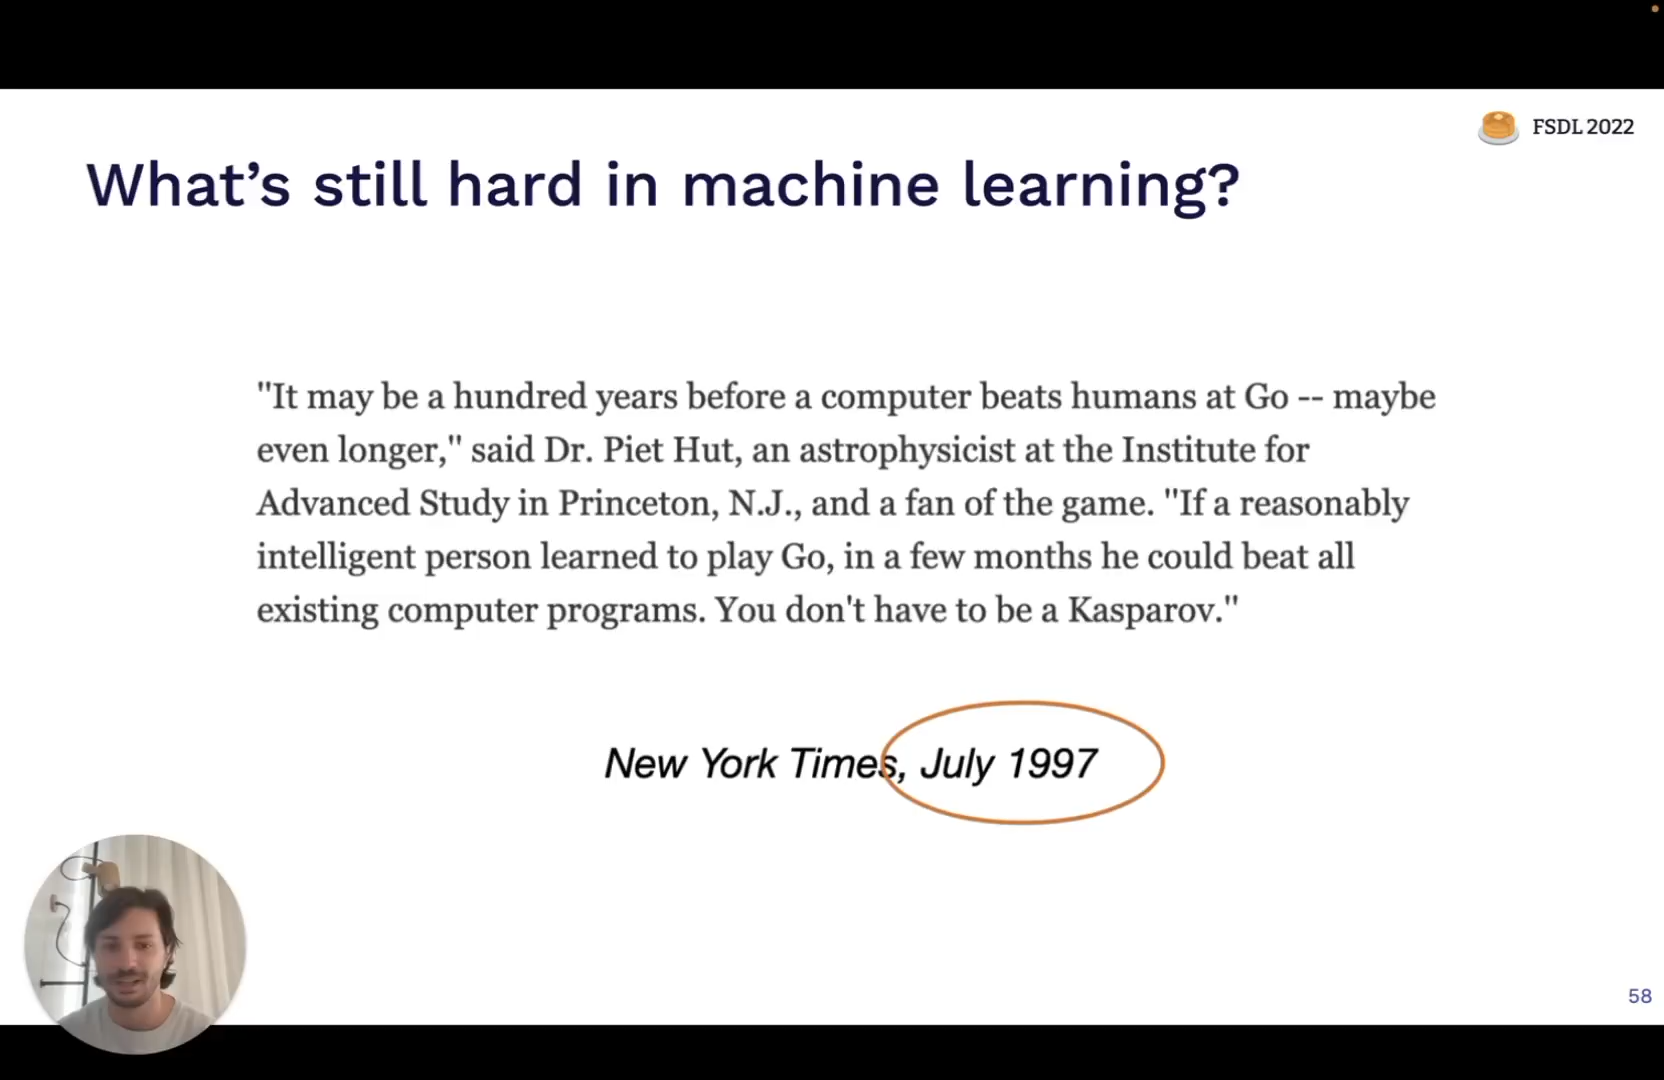 FSDL 2022
What’s still hard in machine learning?
"It may be a hundred years before a computer beats humans at Go -- maybe
even longer," said Dr. Piet Hut, an astrophysicist at the Institute for
Advanced Study in Princeton, N.J., and a fan of the game. "If a reasonably
intelligent person learned to play Go, in a few months he could beat all
existing computer programs. You don't have to be a Kasparov."
New York Times, July 1997
58